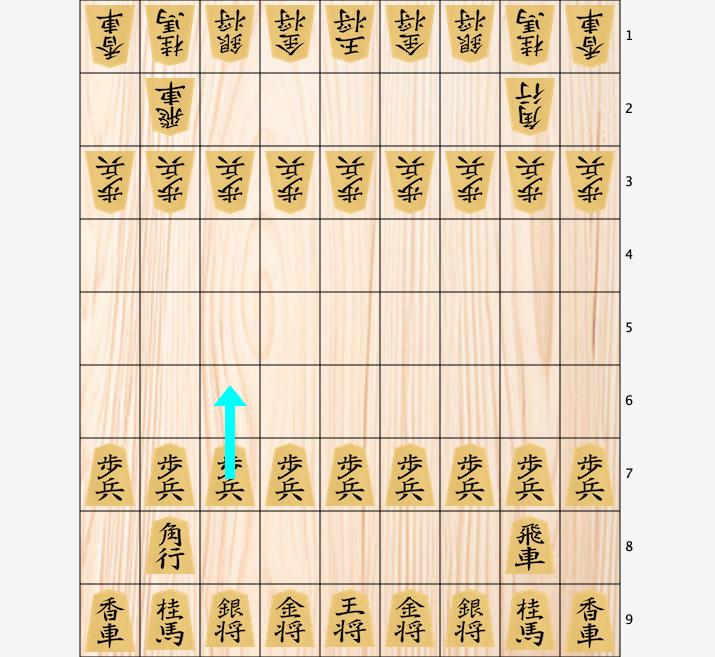 香車 桂馬 銀将 金将 王将 金将 銀将 桂馬 香車 1
飛車 角行 2
歩兵 歩兵 歩兵 歩兵 歩兵 歩兵 歩兵 歩兵 歩兵 3
4
5
6
歩兵 歩兵 歩兵 歩兵 歩兵 歩兵 歩兵 歩兵 歩兵 7
角行 飛車 8
香車 桂馬 銀将 金将 王将 金将 銀将 桂馬 香車 9